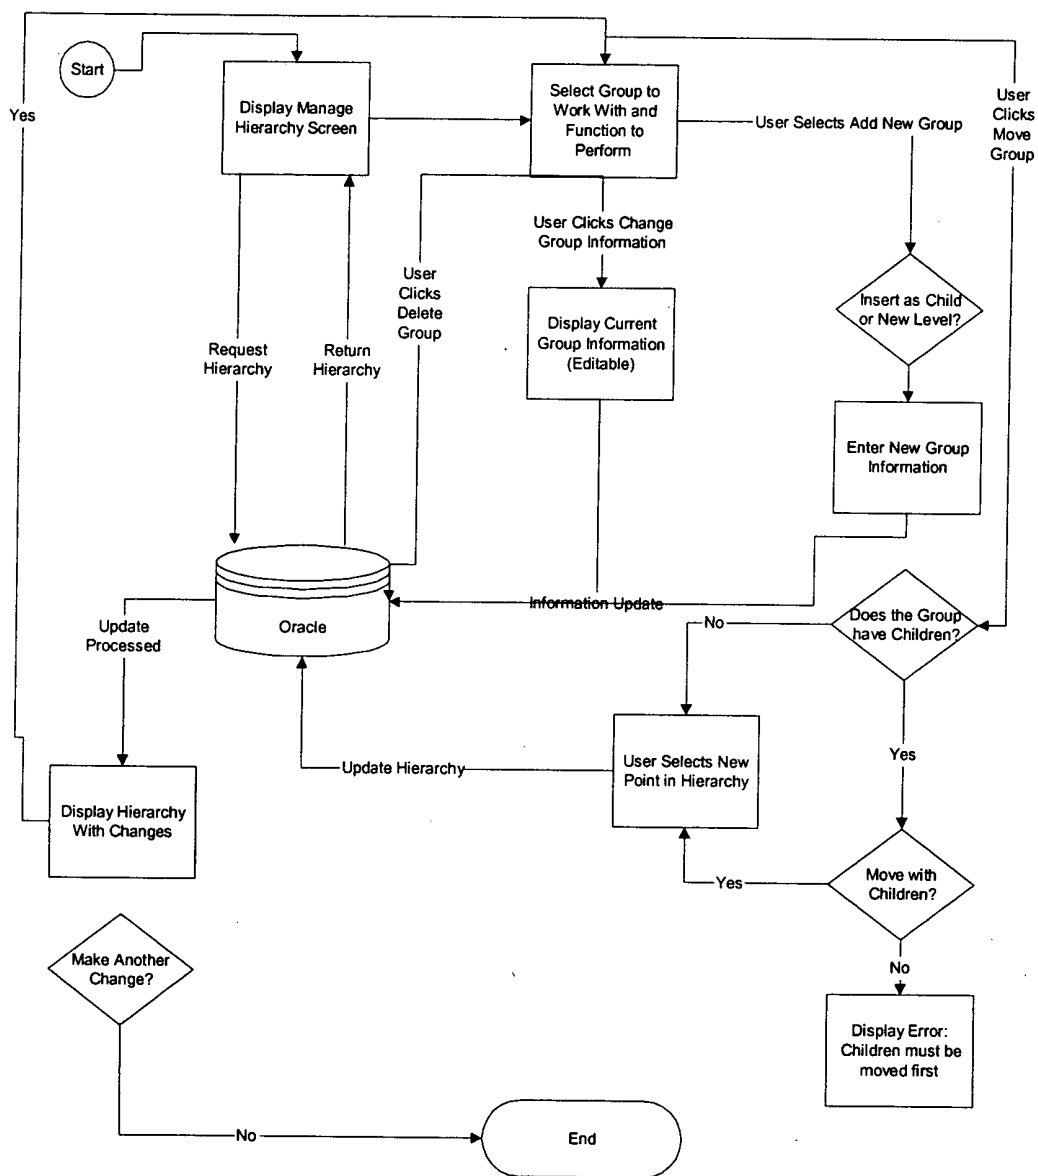 Start
Yes
Display Manage
Hierarchy Screen
Select Group to
Work With and
Function to
Perform
User Selects Add New Group
User
Clicks
Move
Group
User Clicks Change
Group Information
User
Clicks
Delete
Group
Insert as Child
or New Level?
Display Current
Group Information
(Editable)
Request
Hierarchy
Return
Hierarchy
Enter New Group
Information
Information Update
Oracle
Update
Processed
No
Does the Group
have Children?
Yes
User Selects New
Point in Hierarchy
Update Hierarchy
Display Hierarchy
With Changes
Yes
Move with
Children?
No
Make Another
Change?
Display Error:
Children must be
moved first
No
End